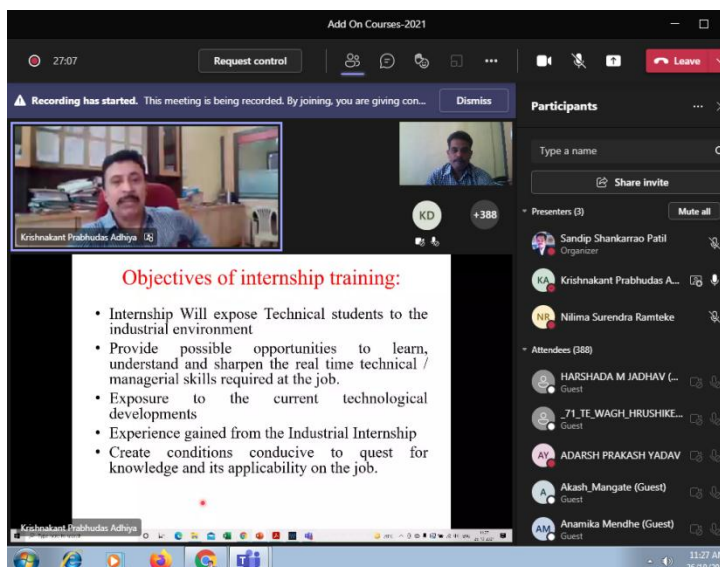 Add On Courses-2021
27:07
Request control
Leave
Recording has started. This meeting is being recorded. By joining, you are giving con...
Dismiss
Krishnakant Prabhudas Adhiya
KD
+388
Objectives of internship training:
• Internship Will expose Technical students to the
industrial environment
• Provide possible opportunities to learn,
understand and sharpen the real time technical /
managerial skills required at the job.
• Exposure to the current technological
developments
• Experience gained from the Industrial Internship
• Create conditions conducive to quest for
knowledge and its applicability on the job.
Krishnakant Prabhudas Adhiya
Participants
Type a name
Share invite
Presenters (3)
Mute all
Sandip Shankarrao Patil
Organizer
KA
Krishnakant Prabhudas A...
NR
Nilima Surendra Ramteke
Attendees (388)
HARSHADA M JADHAV (...
Guest
_71_TE_WAGH_HRUSHIKE...
Guest
AY
ADARSH PRAKASH YADAV
A
Akash_Mangate (Guest)
Guest
AM
Anamika Mendhe (Guest)
Guest
11:27 AM